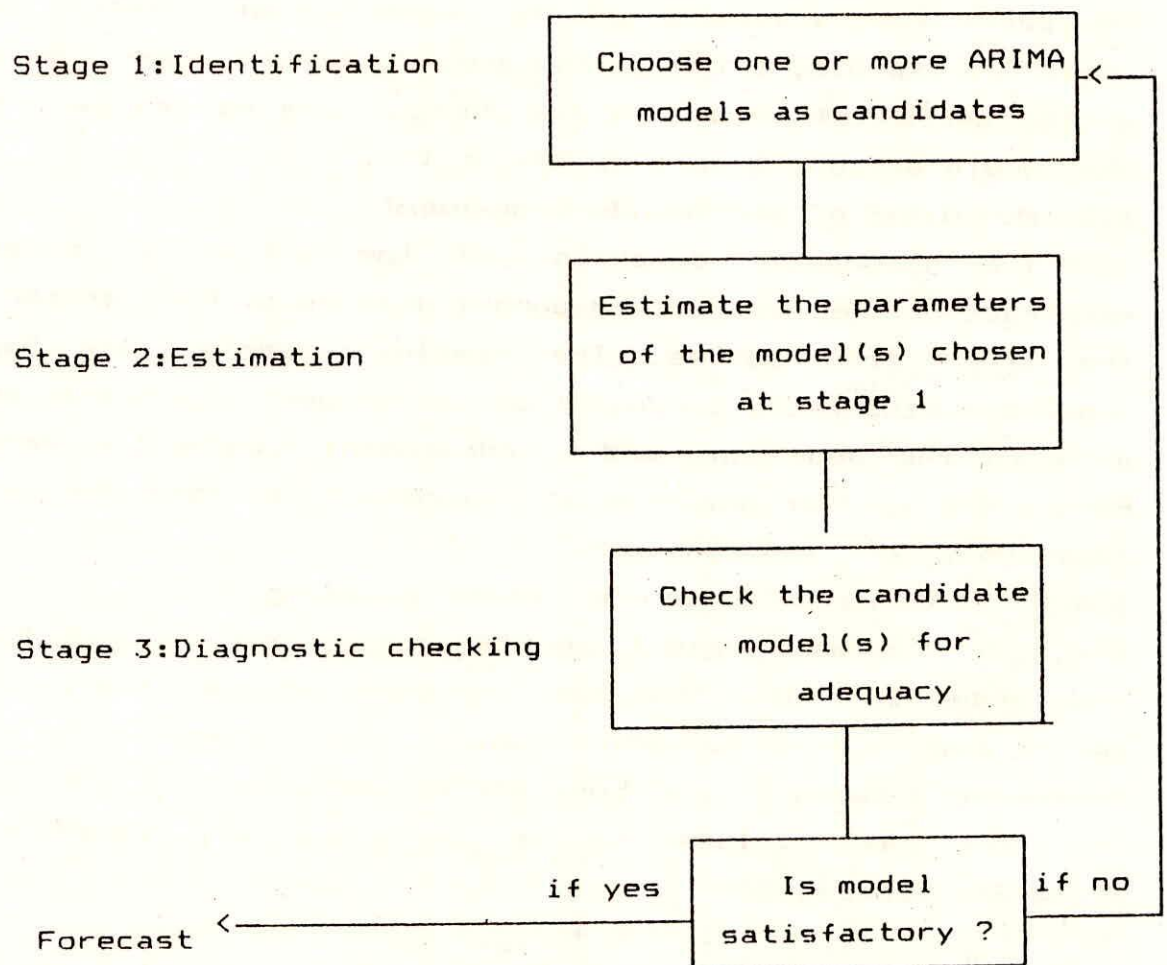 Stage 1:Identification
Choose one or more ARIMA
models as candidates
Stage 2:Estimation
Estimate the parameters
of the model(s) chosen
at stage 1
Stage 3:Diagnostic checking
Check the candidate
model(s) for
adequacy
if yes
Is model
satisfactory ?
if no
Forecast